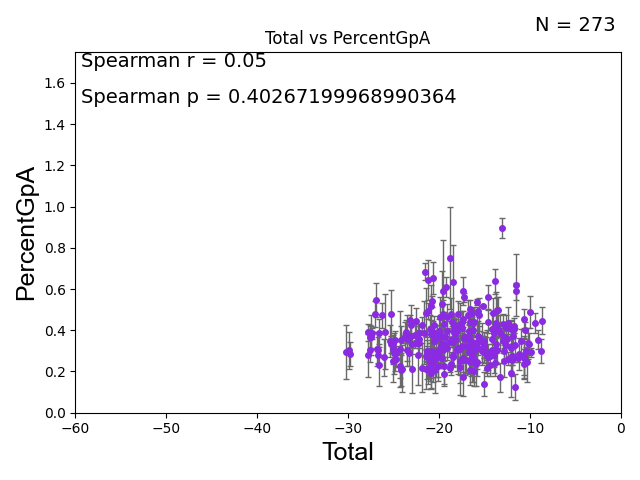 N = 273
Total vs PercentGpA
Spearman r = 0.05
Spearman p = 0.40267199968990364
PercentGpA
1.6
1.4
1.2
1.0
0.8
0.6
0.4
0.2
0.0
−60
−50
−40
−30
−20
−10
0
Total